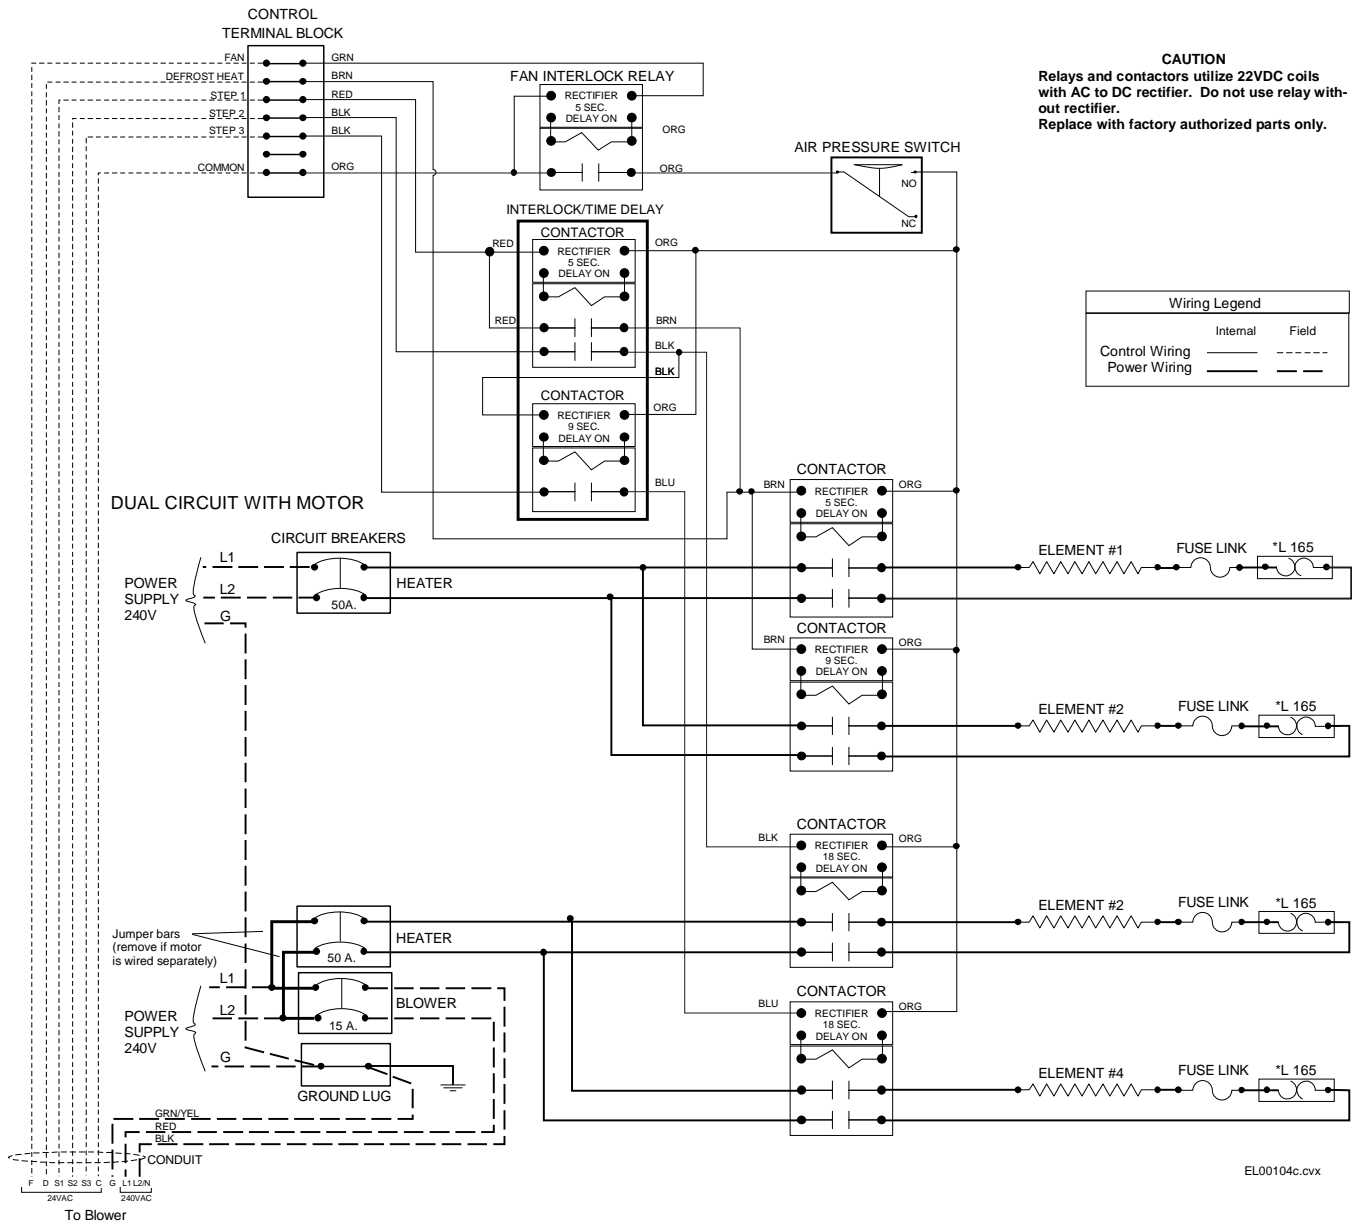 CONTROL
TERMINAL BLOCK
FAN
GRN
DEFROST HEAT
BRN
STEP 1
RED
STEP 2
BLK
STEP 3
BLK
COMMON
ORG
FAN INTERLOCK RELAY
RECTIFIER
5 SEC.
DELAY ON
ORG
ORG
AIR PRESSURE SWITCH
NO
NC
CAUTION
Relays and contactors utilize 22VDC coils
with AC to DC rectifier. Do not use relay with-
out rectifier.
Replace with factory authorized parts only.
INTERLOCK/TIME DELAY
CONTACTOR
RED
RECTIFIER
5 SEC.
DELAY ON
ORG
RED
BRN
BLK
BLK
CONTACTOR
RECTIFIER
9 SEC.
DELAY ON
ORG
BLU
Wiring Legend
Internal Field
Control Wiring
Power Wiring
DUAL CIRCUIT WITH MOTOR
CIRCUIT BREAKERS
L1
POWER
SUPPLY
240V
L2
G
HEATER
50A.
CONTACTOR
BRN
RECTIFIER
5 SEC.
DELAY ON
ORG
ELEMENT #1
FUSE LINK
*L 165
CONTACTOR
BRN
RECTIFIER
9 SEC.
DELAY ON
ORG
ELEMENT #2
FUSE LINK
*L 165
CONTACTOR
BLK
RECTIFIER
18 SEC.
DELAY ON
ORG
ELEMENT #2
FUSE LINK
*L 165
Jumper bars
(remove if motor
is wired separately)
HEATER
50 A.
L1
POWER
SUPPLY
240V
L2
G
BLOWER
15 A.
GROUND LUG
CONTACTOR
BLU
RECTIFIER
18 SEC.
DELAY ON
ORG
ELEMENT #4
FUSE LINK
*L 165
GRN/YEL
RED
BLK
CONDUIT
F D S1 S2 S3 C G L1 L2/N
24VAC 240VAC
To Blower
EL00104c.cvx